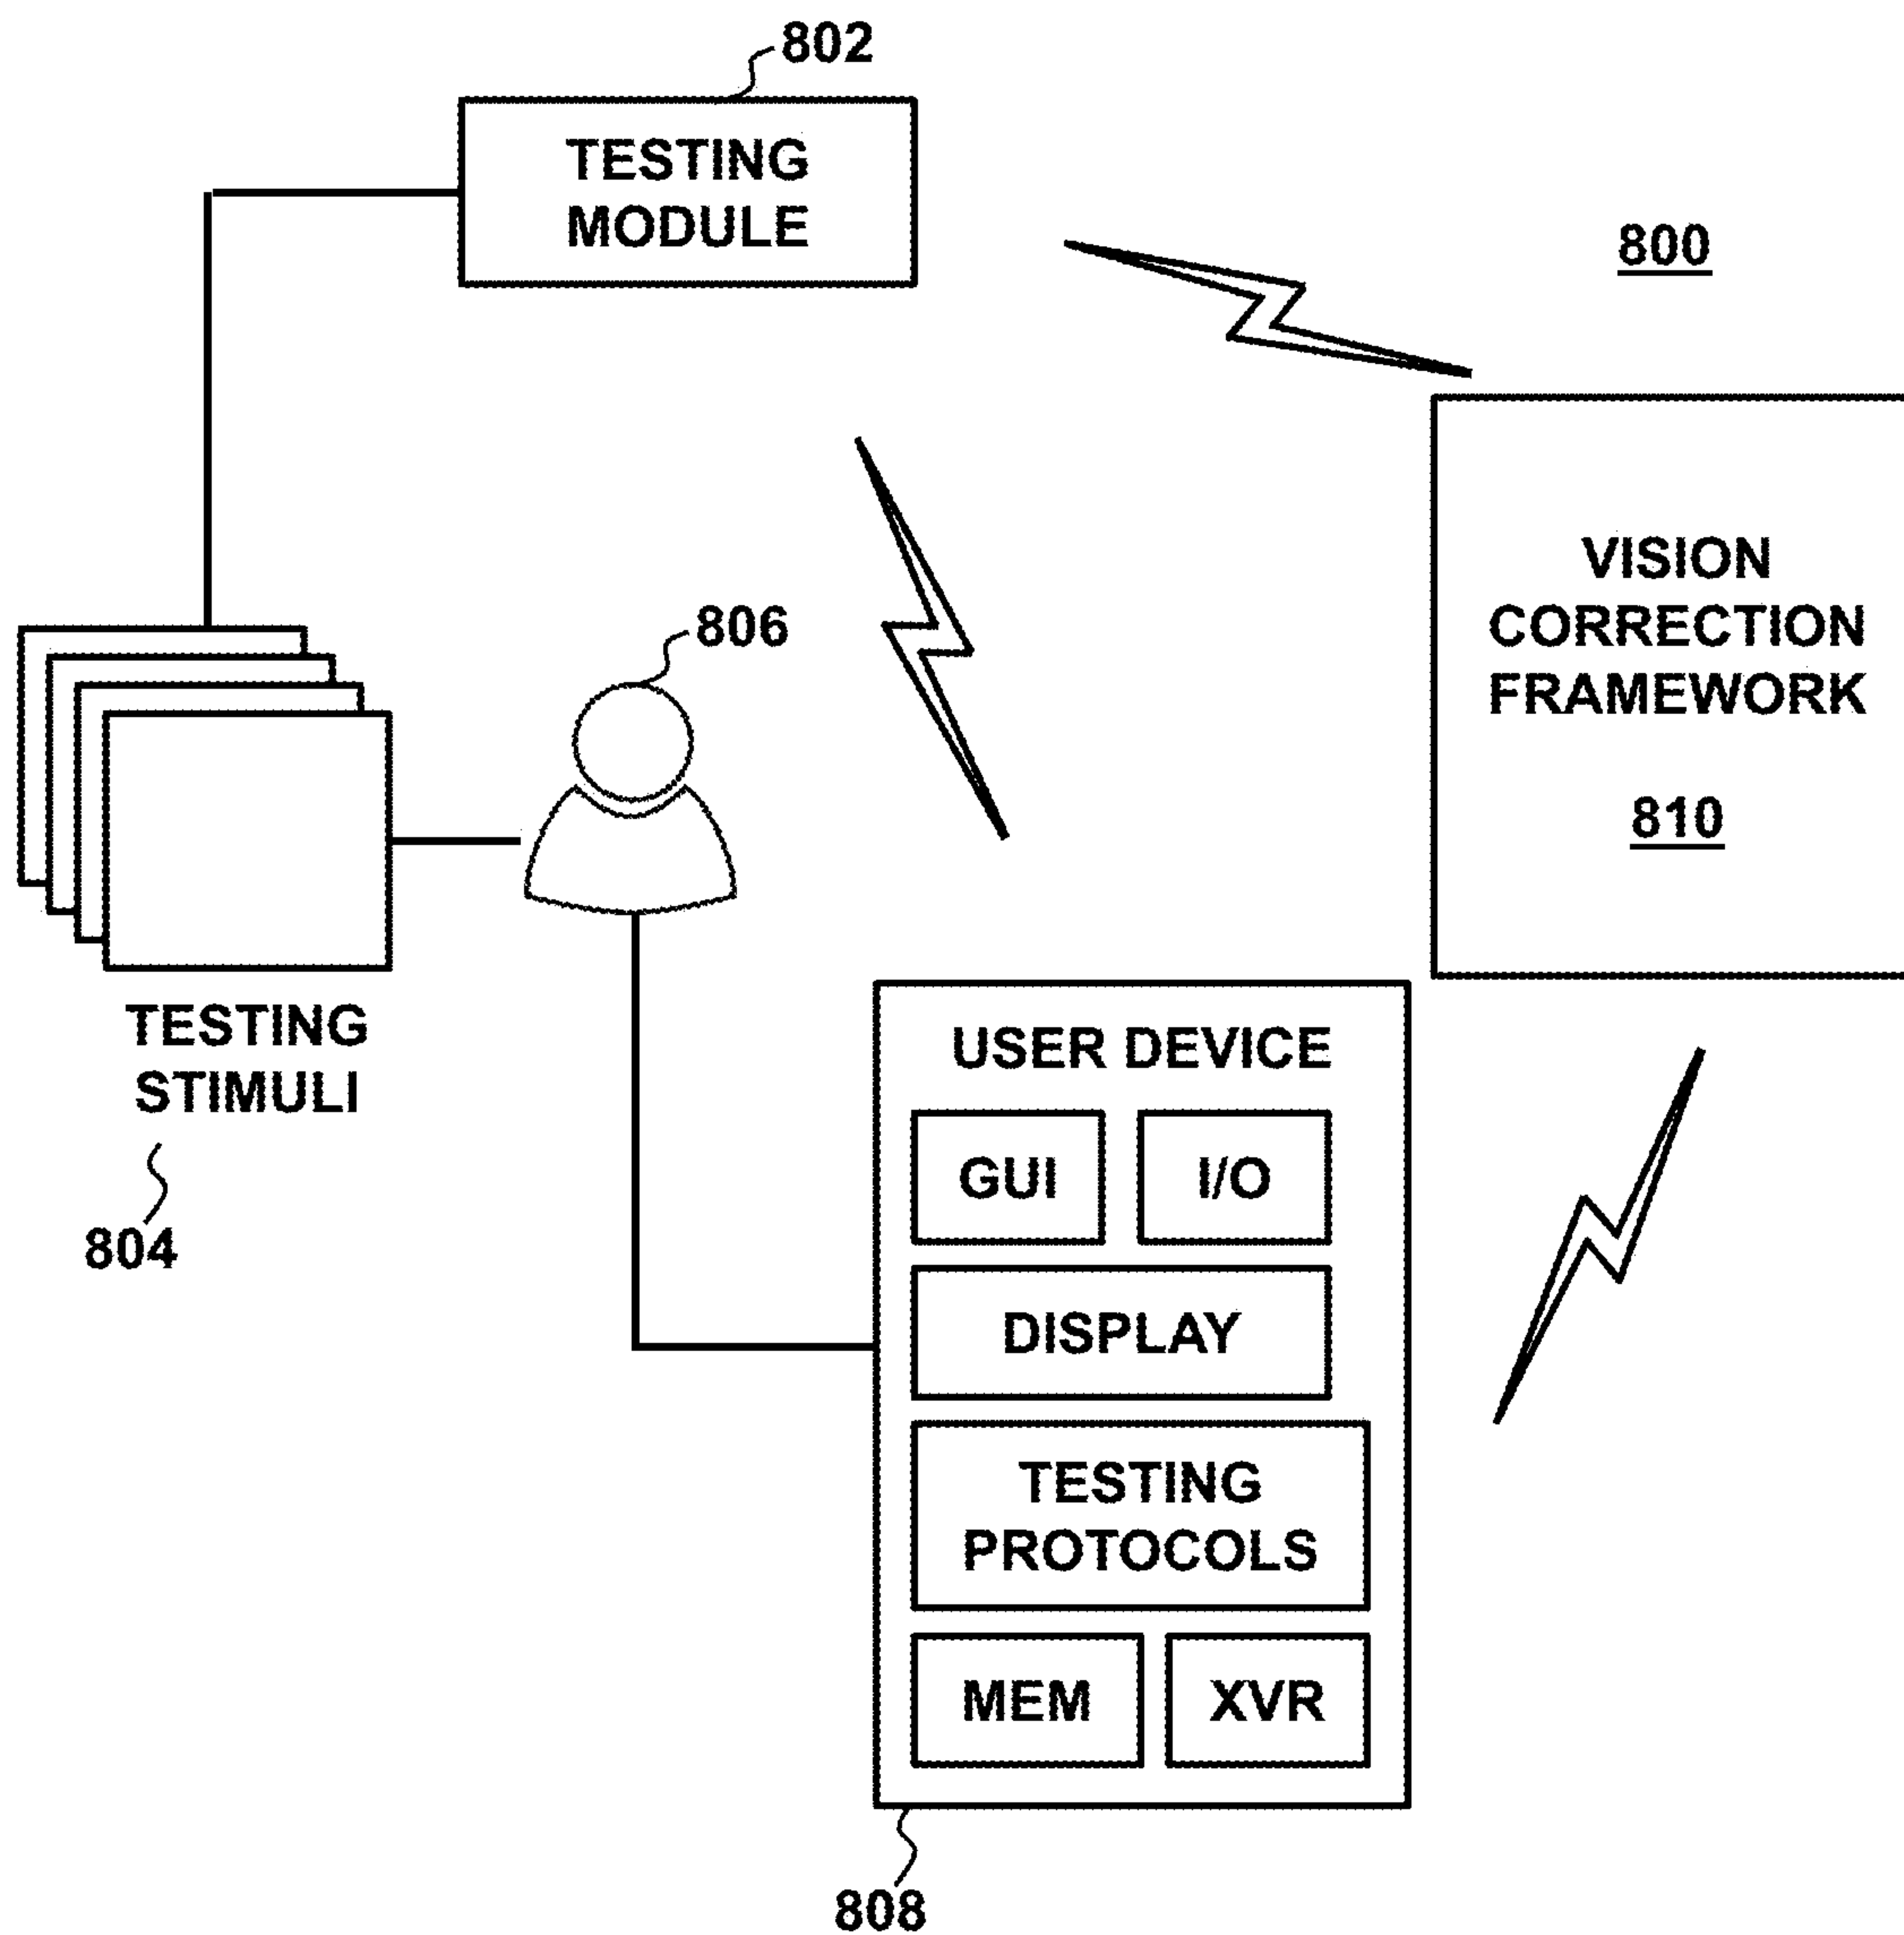 802
TESTING
MODULE
800
VISION
CORRECTION
FRAMEWORK
810
806
TESTING
STIMULI
804
USER DEVICE
GUI
I/O
DISPLAY
TESTING
PROTOCOLS
MEM
XVR
808